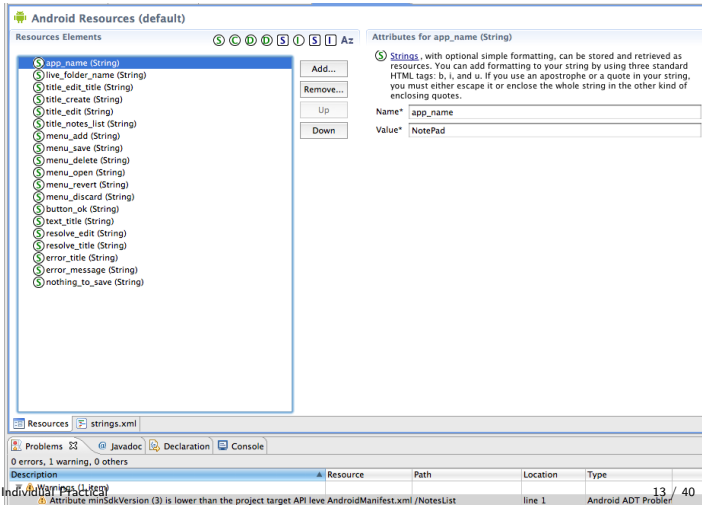 Android Resources (default)
Resources Elements
S C D D S I S I Az
S app_name (String)
S live_folder_name (String)
S title_edit_title (String)
S title_create (String)
S title_edit (String)
S title_notes_list (String)
S menu_add (String)
S menu_save (String)
S menu_delete (String)
S menu_open (String)
S menu_revert (String)
S menu_discard (String)
S button_ok (String)
S text_title (String)
S resolve_edit (String)
S resolve_title (String)
S error_title (String)
S error_message (String)
S nothing_to_save (String)
Add...
Remove...
Up
Down
Attributes for app_name (String)
S Strings, with optional simple formatting, can be stored and retrieved as
resources. You can add formatting to your string by using three standard
HTML tags: b, i, and u. If you use an apostrophe or a quote in your string,
you must either escape it or enclose the whole string in the other kind of
enclosing quotes.
Name* app_name
Value* NotePad
Resources strings.xml
Problems @ Javadoc Declaration Console
0 errors, 1 warning, 0 others
Description Resource Path Location Type
Warnings (1 item)
Individual Practical 13 / 40
Attribute minSdkVersion (3) is lower than the project target API leve AndroidManifest.xml /NotesList line 1 Android ADT Probler